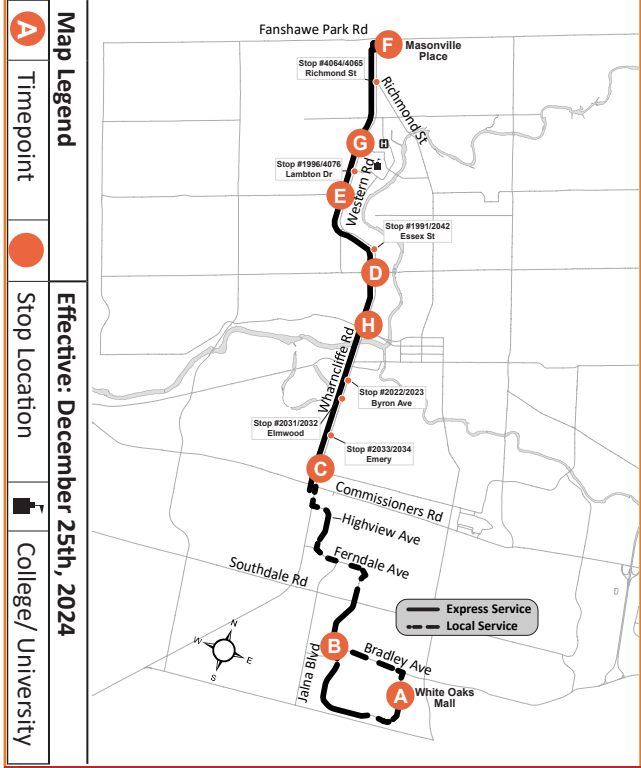 Map Legend
Effective: December 25th, 2024
A
Timepoint
Stop Location
College/ University
Fanshawe Park Rd
F
Masonville
Place
Stop #4064/4065
Richmond St
Richmond St
G
H
Stop #1996/4076
Lambton Dr
Western Rd
E
Stop #1991/2042
Essex St
D
H
Wharncliffe Rd
Stop #2022/2023
Byron Ave
Stop #2031/2032
Elmwood
Stop #2033/2034
Emery
C
Commissioners Rd
Highview Ave
Ferndale Ave
Southdale Rd
Express Service
Local Service
B
Bradley Ave
Jalna Blvd
A
White Oaks
Mall
N
W
E
S